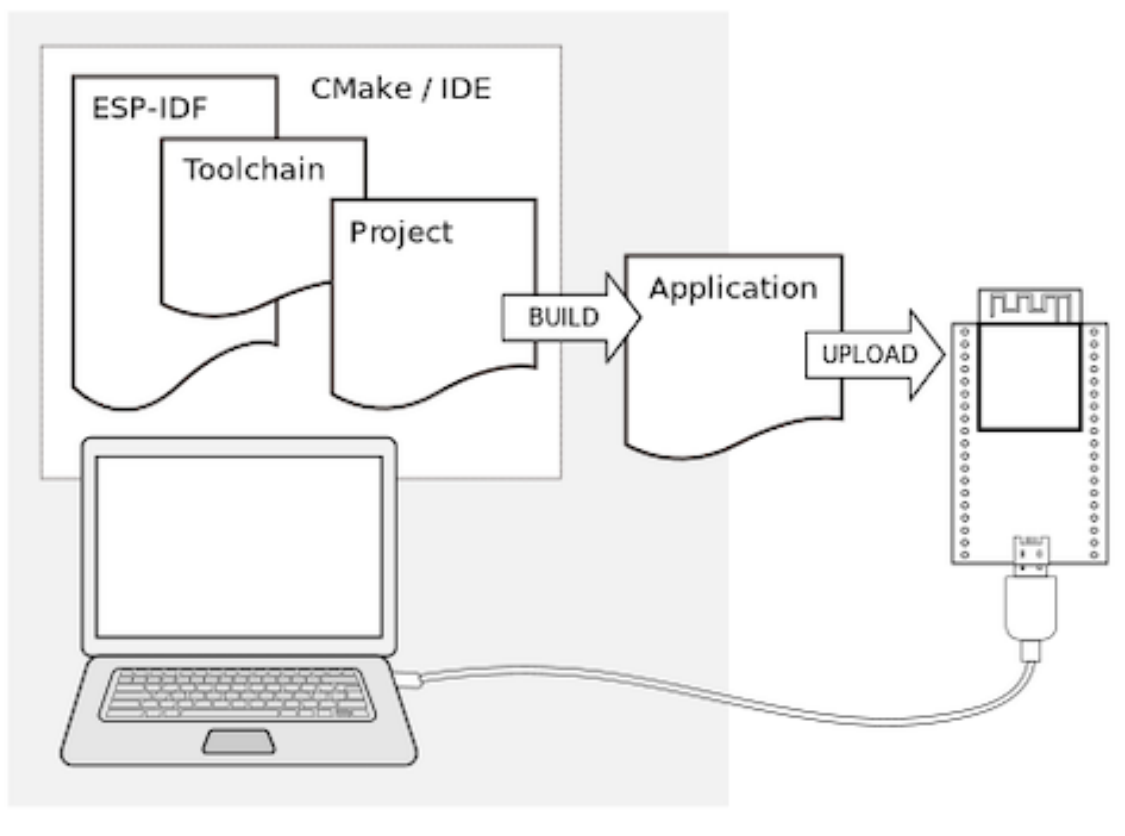 CMake / IDE
ESP-IDF
Toolchain
Project
BUILD
Application
UPLOAD